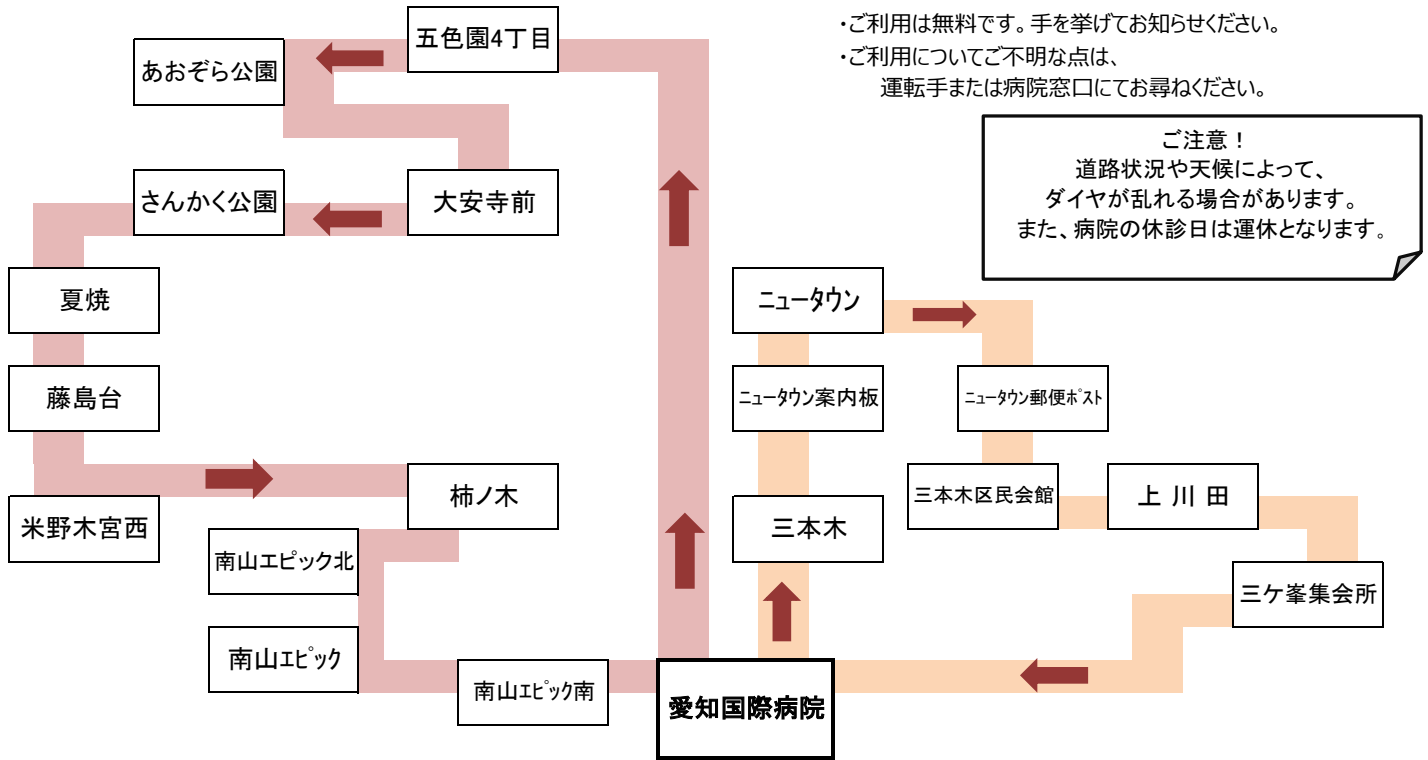 ・ご利用は無料です。手を挙げてお知らせください。
・ご利用についてご不明な点は、
運転手または病院窓口にてお尋ねください。
ご注意！
道路状況や天候によって、
ダイヤが乱れる場合があります。
また、病院の休診日は運休となります。
五色園4丁目
あおぞら公園
大安寺前
さんかく公園
夏焼
藤島台
米野木宮西
柿ノ木
南山エピック北
南山エピック
南山エピック南
愛知国際病院
三本木
ニュータウン案内板
ニュータウン
ニュータウン郵便ポスト
三本木区民会館
上川田
三ケ峯集会所